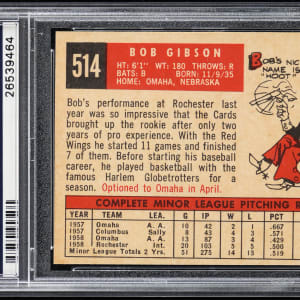 26539464
514
BOB GIBSON
HT: 6'1" WT: 180 THROWS: R
BATS: B BORN: 11/9/35
HOME: OMAHA, NEBRASKA
BOB'S NIC
NAME IS
"HOOT"
Bob's performance at Rochester last
year was so impressive that the Cards
brought up the rookie after only two
years of pro experience. With the Red
Wings he started 11 games and finished
7 of them. Before starting his baseball
career, he played basketball with the
famous Harlem Globetrotters off
season. Optioned to Omaha in April.
COMPLETE MINOR LEAGUE PITCHING R
YEAR G IP W L PCT.
1957 Omaha A. A. 10 42 2 1 .667
1957 Columbus Sally 8 43 4 3 .571
1958 Omaha A. A. 13 87 3 4 .429
1958 Rochester Int. 20 103 5 5 .500
Minor League Totals 2 Yrs. 51 275 14 13 .519